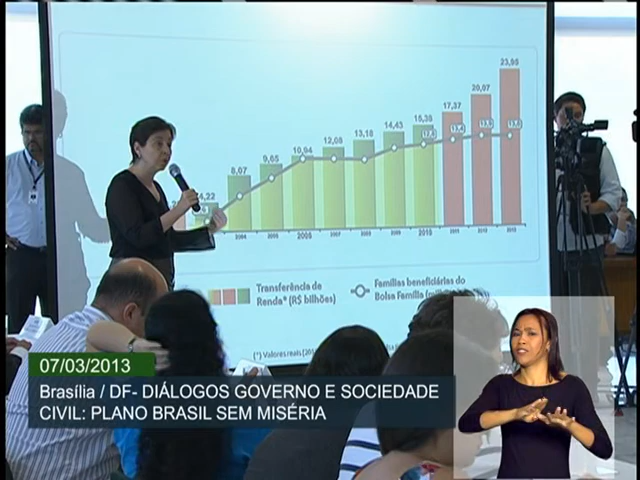 23,95
20,07
17,37
15,38
14,43
13,18
12,08
10,94
9,65
8,07
2004 2005 2006 2007 2008 2009 2010 2011 2012 2013
Transferência de
Renda* (R$ bilhões)
Famílias beneficiárias do
Bolsa Família
(*) Valores reais
07/03/2013
Brasília / DF- DIÁLOGOS GOVERNO E SOCIEDADE
CIVIL: PLANO BRASIL SEM MISÉRIA